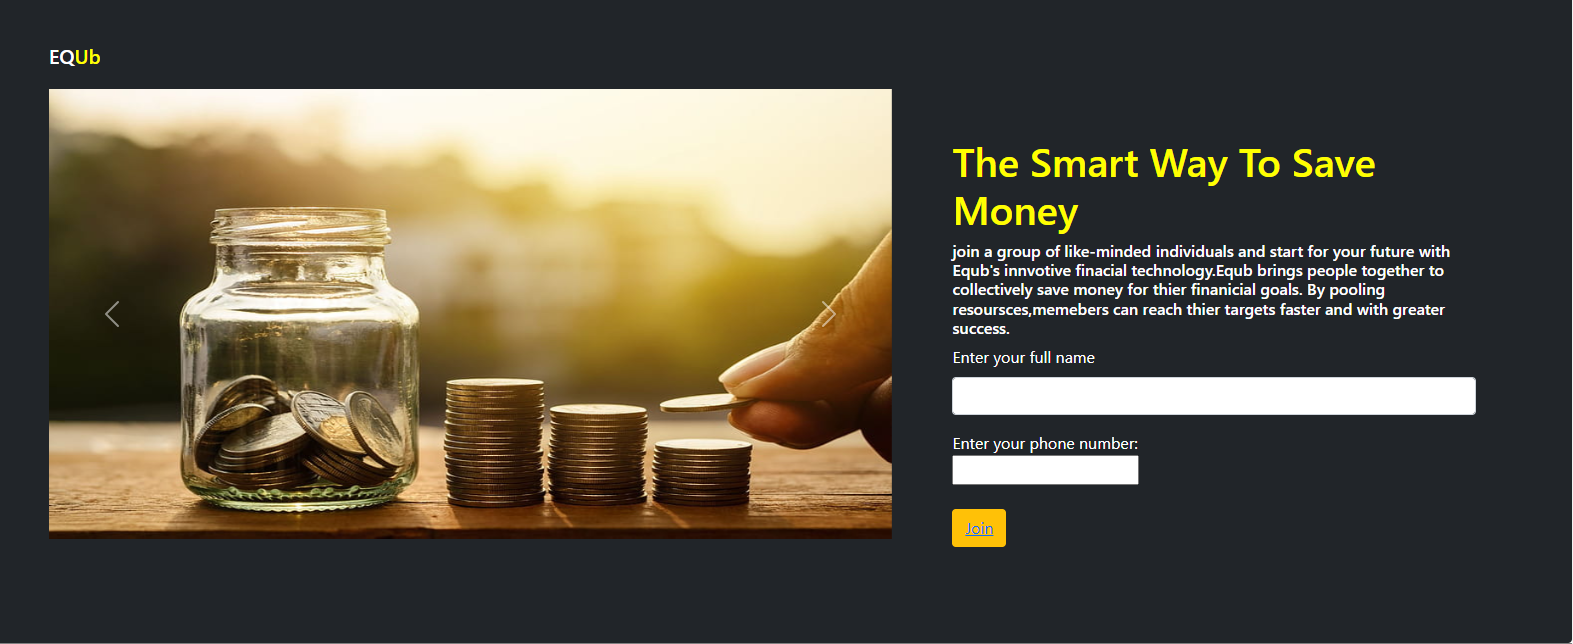 EQUb
The Smart Way To Save
Money
join a group of like-minded individuals and start for your future with
Equb's innvotive finacial technology.Equb brings people together to
collectively save money for thier finanicial goals. By pooling
resoursces,memebers can reach thier targets faster and with greater
success.
Enter your full name
Enter your phone number:
Join